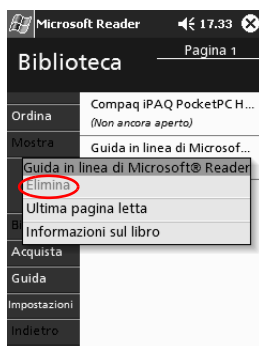 Microsoft Reader 17.33
Biblioteca Pagina 1
Ordina
Compaq iPAQ PocketPC H...
(Non ancora aperto)
Mostra
Guida in linea di Microsof...
Guida in linea di Microsoft® Reader
Elimina
Ultima pagina letta
Informazioni sul libro
Acquista
Guida
Impostazioni
Indietro